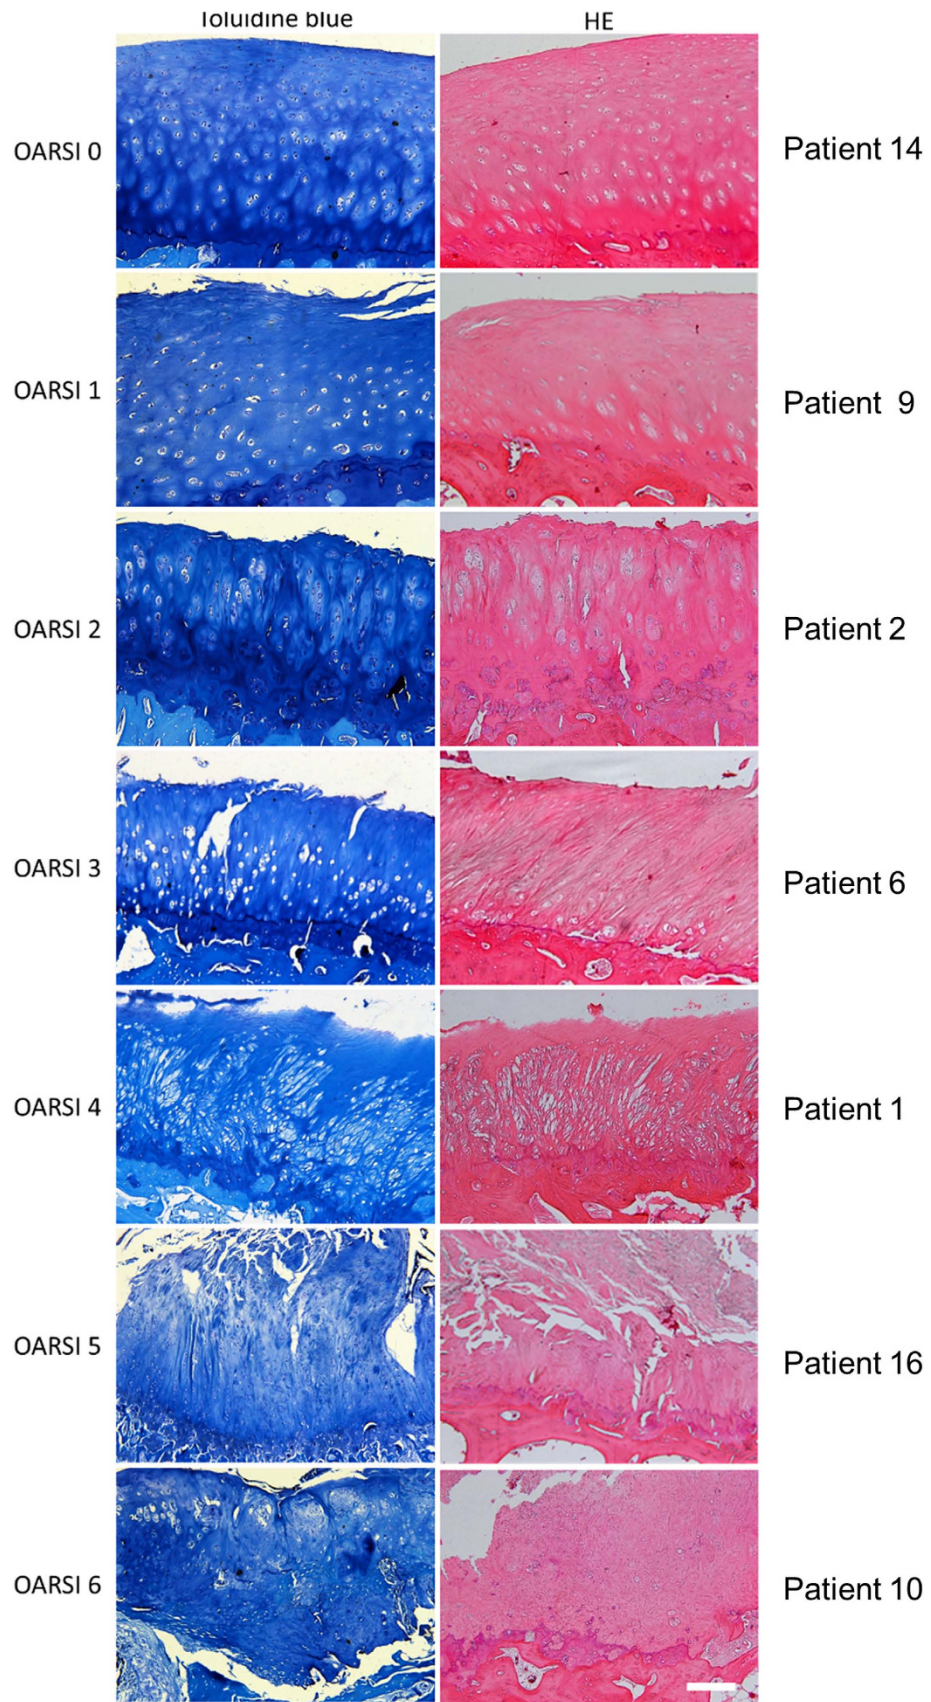 Toluidine blue HE
OARSI 0 Patient 14
OARSI 1 Patient 9
OARSI 2 Patient 2
OARSI 3 Patient 6
OARSI 4 Patient 1
OARSI 5 Patient 16
OARSI 6 Patient 10